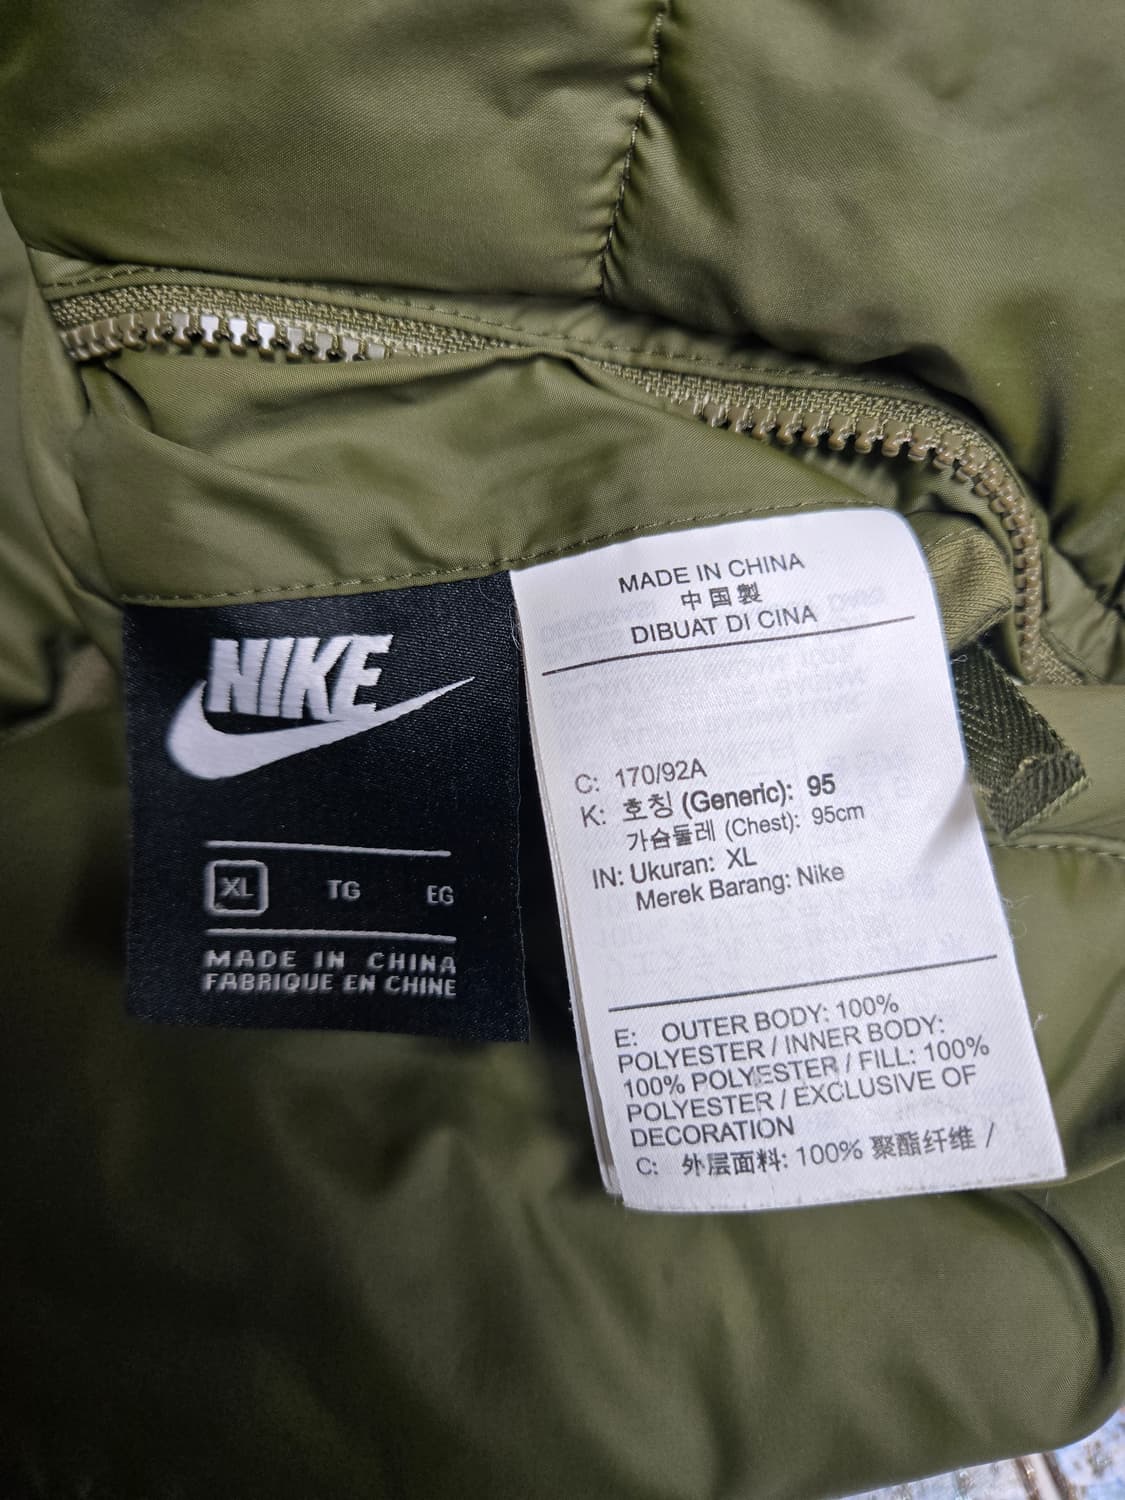 NIKE
XL TG EG
MADE IN CHINA
FABRIQUE EN CHINE
MADE IN CHINA
中国製
DIBUAT DI CINA
C: 170/92A
K: 호칭 (Generic): 95
가슴둘레 (Chest): 95cm
IN: Ukuran: XL
Merek Barang: Nike
E: OUTER BODY: 100%
POLYESTER / INNER BODY:
100% POLYESTER / FILL: 100%
POLYESTER / EXCLUSIVE OF
DECORATION
C: 外层面料: 100% 聚酯纤维 /